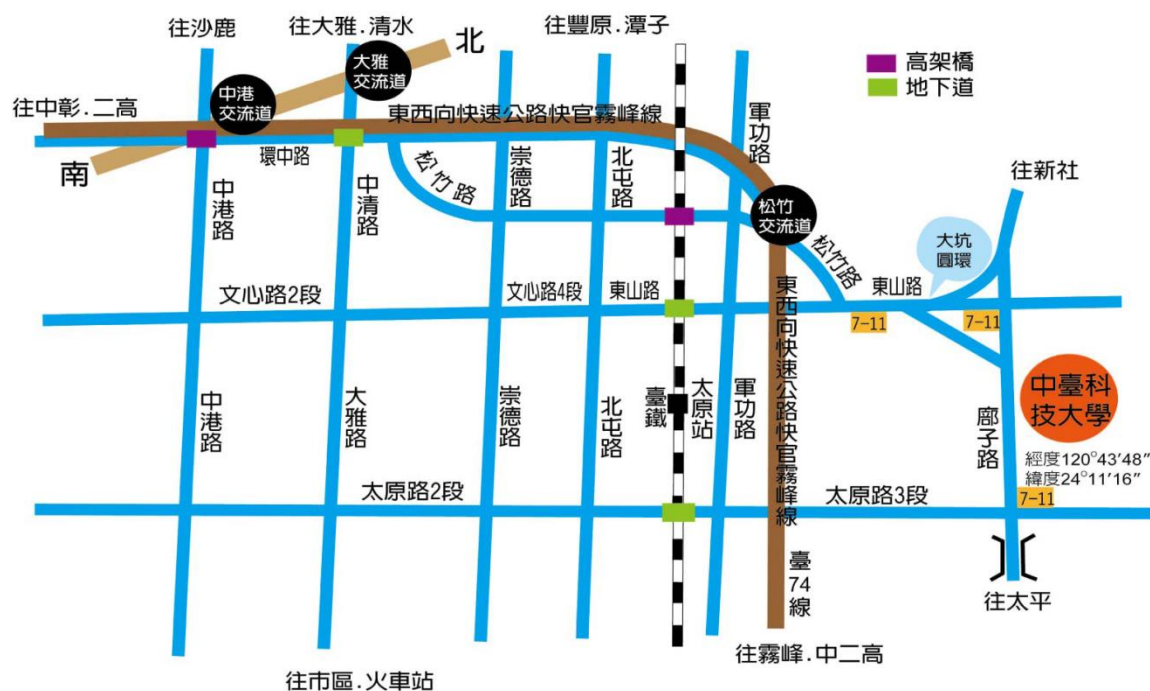 往沙鹿
往大雅.清水
往豐原.潭子
北
大雅
交流道
高架橋
地下道
中港
交流道
往中彰.二高
東西向快速公路快官霧峰線
軍功路
南
環中路
松竹路
崇德路
北屯路
往新社
中港路
中清路
松竹
交流道
松竹路
大坑
圓環
文心路2段
文心路4段
東山路
東山路
7-11
7-11
東西向快速公路快官霧峰線
中港路
大雅路
崇德路
北屯路
臺鐵
太原站
軍功路
廍子路
中臺科
技大學
經度120°43'48"
緯度24°11'16"
7-11
太原路2段
太原路3段
臺74線
往太平
往霧峰.中二高
往市區.火車站